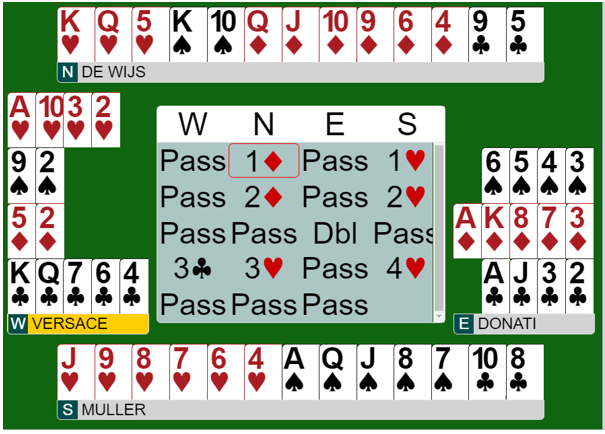 K Q 5 K 10 Q J 10 9 6 4 9 5
♥ ♥ ♥ ♠ ♠ ♦ ♦ ♦ ♦ ♦ ♦ ♣ ♣
N DE WIJS
A 10 3 2
♥ ♥ ♥ ♥
9 2
♠ ♠
5 2
♦ ♦
K Q 7 6 4
♣ ♣ ♣ ♣ ♣
W VERSACE
W N E S
Pass 1♦ Pass 1♥
Pass 2♦ Pass 2♥
Pass Pass Dbl Pass
3♣ 3♥ Pass 4♥
Pass Pass Pass
6 5 4 3
♠ ♠ ♠ ♠
A K 8 7 3
♦ ♦ ♦ ♦ ♦
A J 3 2
♣ ♣ ♣ ♣
E DONATI
J 9 8 7 6 4 A Q J 8 7 10 8
♥ ♥ ♥ ♥ ♥ ♥ ♠ ♠ ♠ ♠ ♠ ♣ ♣
S MULLER